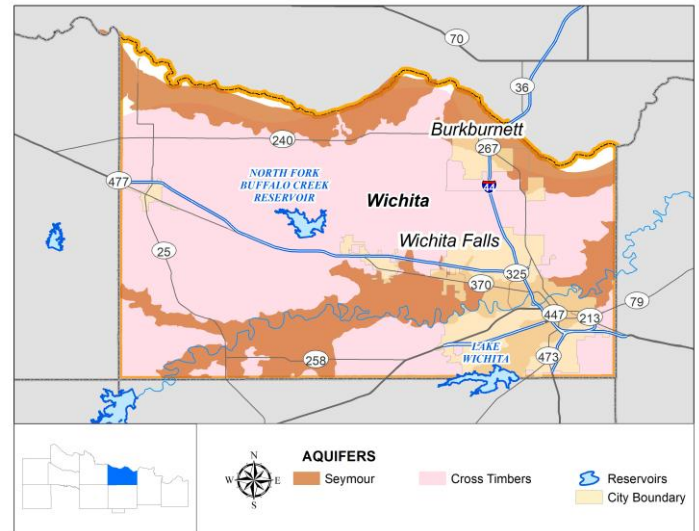 70
36
Burkburnett
267
240
NORTH FORK
BUFFALO CREEK
RESERVOIR
477
44
Wichita
Wichita Falls
25
325
370
79
447
213
LAKE
WICHITA
258
473
N
W
E
S
AQUIFERS
Seymour
Cross Timbers
Reservoirs
City Boundary